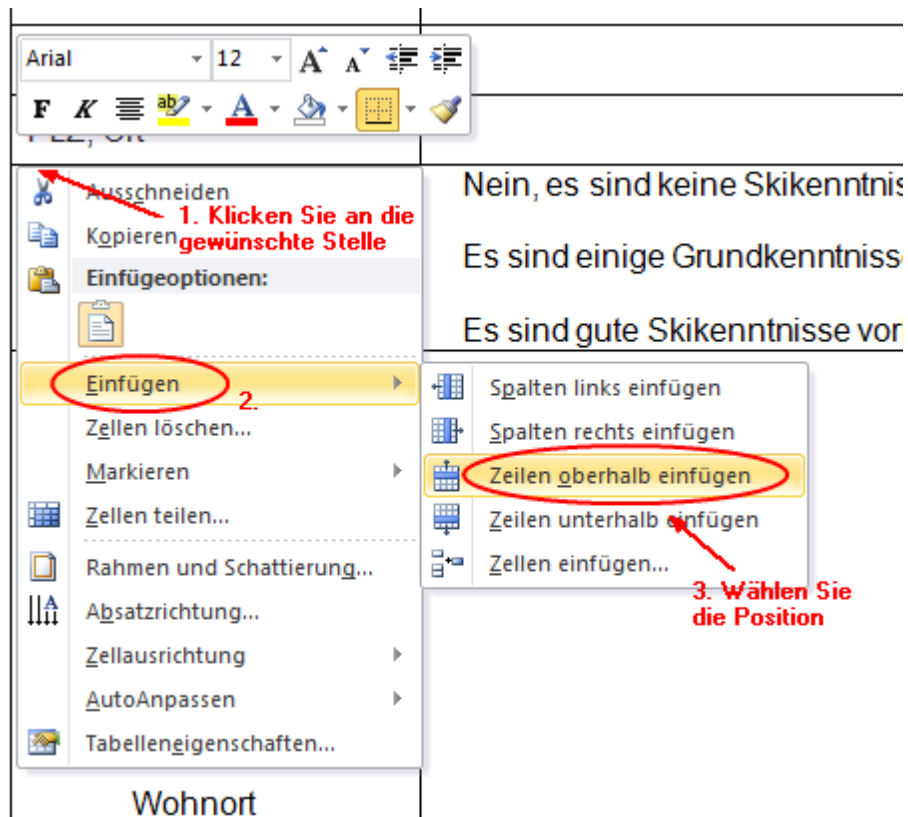 Arial 12 A A
F K ab A
PLZ, Ort
Ausschneiden
1. Klicken Sie an die
gewünschte Stelle
Kopieren
Einfügeoptionen:
Einfügen
2.
Zellen löschen...
Markieren
Zellen teilen...
Rahmen und Schattierung...
Absatzrichtung...
Zellausrichtung
AutoAnpassen
Tabelleneigenschaften...
Wohnort
Nein, es sind keine Skikenntnis
Es sind einige Grundkenntniss
Es sind gute Skikenntnisse vor
Spalten links einfügen
Spalten rechts einfügen
Zeilen oberhalb einfügen
Zeilen unterhalb einfügen
Zellen einfügen...
3. Wählen Sie
die Position